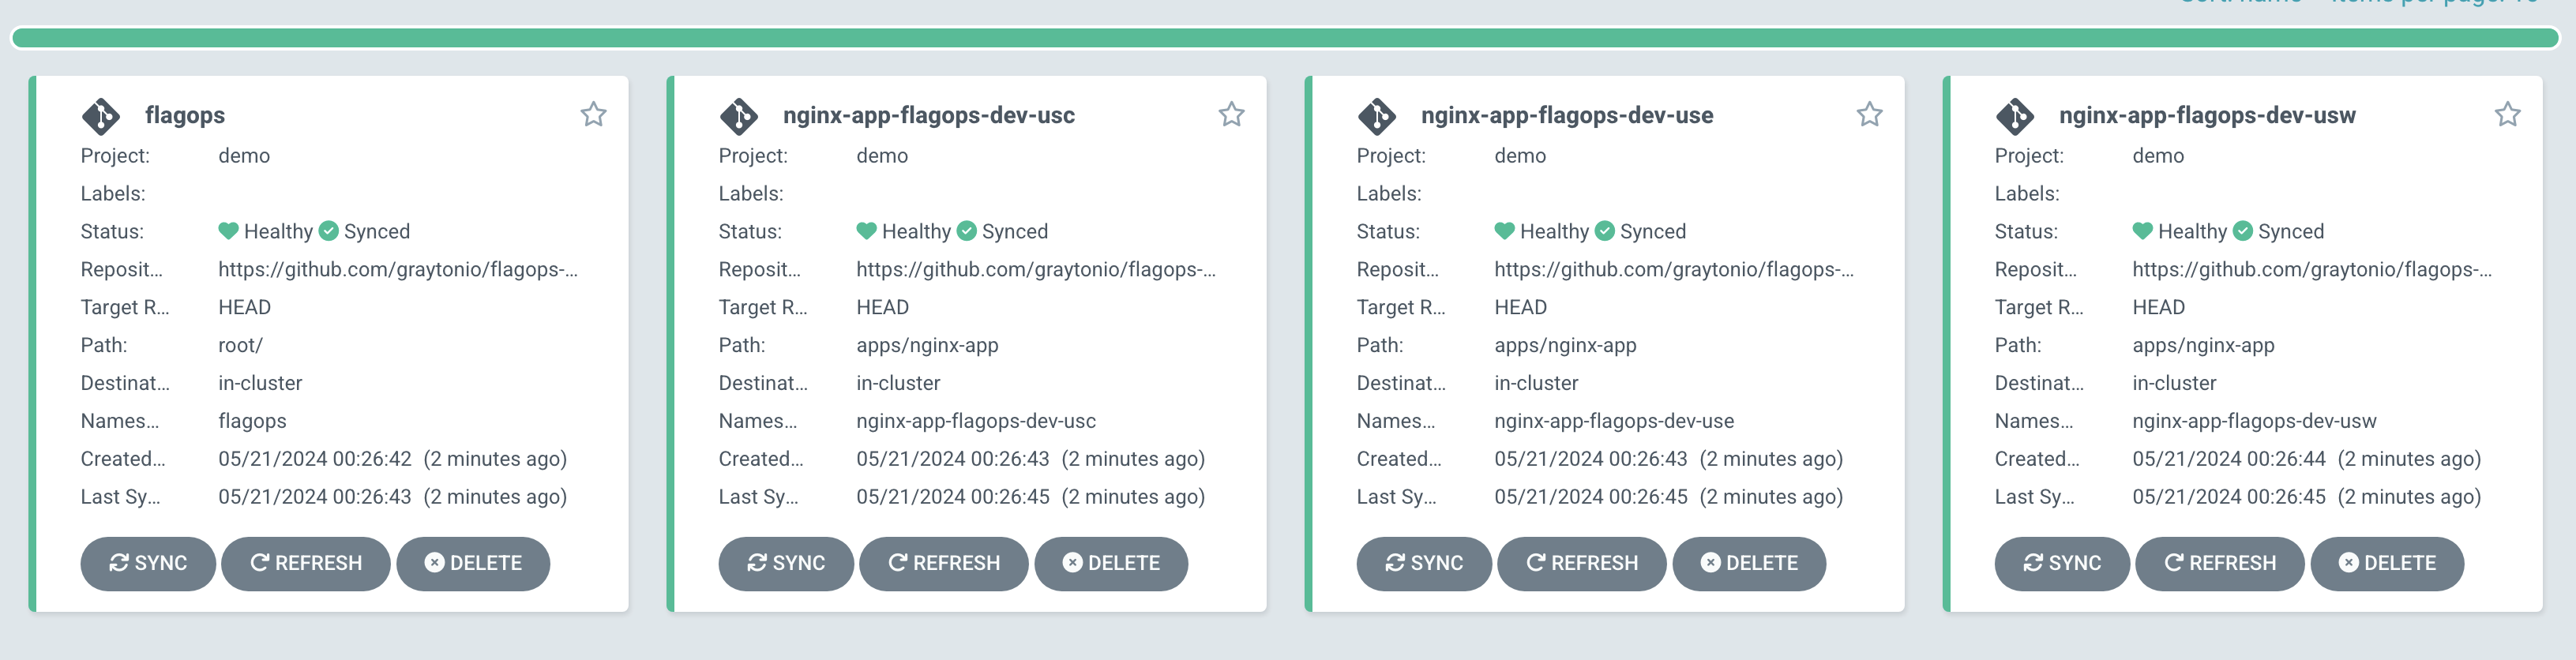 flagops
Project: demo
Labels:
Status: Healthy Synced
Reposit... https://github.com/graytonio/flagops-...
Target R... HEAD
Path: root/
Destinat... in-cluster
Names... flagops
Created... 05/21/2024 00:26:42 (2 minutes ago)
Last Sy... 05/21/2024 00:26:43 (2 minutes ago)
SYNC REFRESH DELETE
nginx-app-flagops-dev-usc
Project: demo
Labels:
Status: Healthy Synced
Reposit... https://github.com/graytonio/flagops-...
Target R... HEAD
Path: apps/nginx-app
Destinat... in-cluster
Names... nginx-app-flagops-dev-usc
Created... 05/21/2024 00:26:43 (2 minutes ago)
Last Sy... 05/21/2024 00:26:45 (2 minutes ago)
SYNC REFRESH DELETE
nginx-app-flagops-dev-use
Project: demo
Labels:
Status: Healthy Synced
Reposit... https://github.com/graytonio/flagops-...
Target R... HEAD
Path: apps/nginx-app
Destinat... in-cluster
Names... nginx-app-flagops-dev-use
Created... 05/21/2024 00:26:43 (2 minutes ago)
Last Sy... 05/21/2024 00:26:45 (2 minutes ago)
SYNC REFRESH DELETE
nginx-app-flagops-dev-usw
Project: demo
Labels:
Status: Healthy Synced
Reposit... https://github.com/graytonio/flagops-...
Target R... HEAD
Path: apps/nginx-app
Destinat... in-cluster
Names... nginx-app-flagops-dev-usw
Created... 05/21/2024 00:26:44 (2 minutes ago)
Last Sy... 05/21/2024 00:26:45 (2 minutes ago)
SYNC REFRESH DELETE